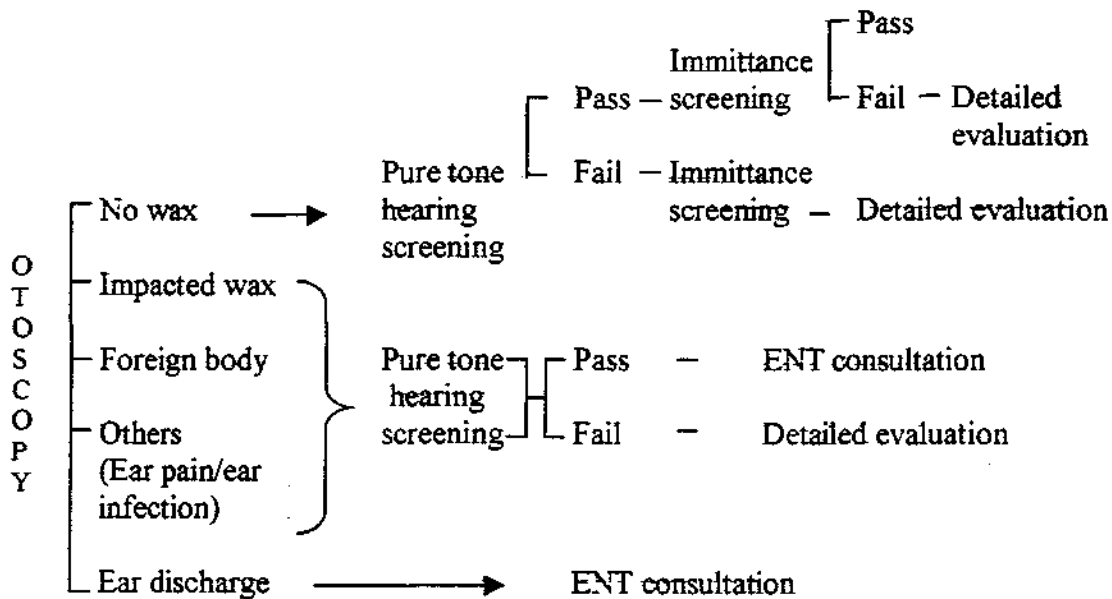 OTOSCOPY
No wax
Pure tone
hearing
screening
Pass – Immittance
screening
Pass
Fail – Detailed
evaluation
Fail – Immittance
screening – Detailed evaluation
Impacted wax
Foreign body
Others
(Ear pain/ear
infection)
Pure tone
hearing
screening
Pass – ENT consultation
Fail – Detailed evaluation
Ear discharge
ENT consultation